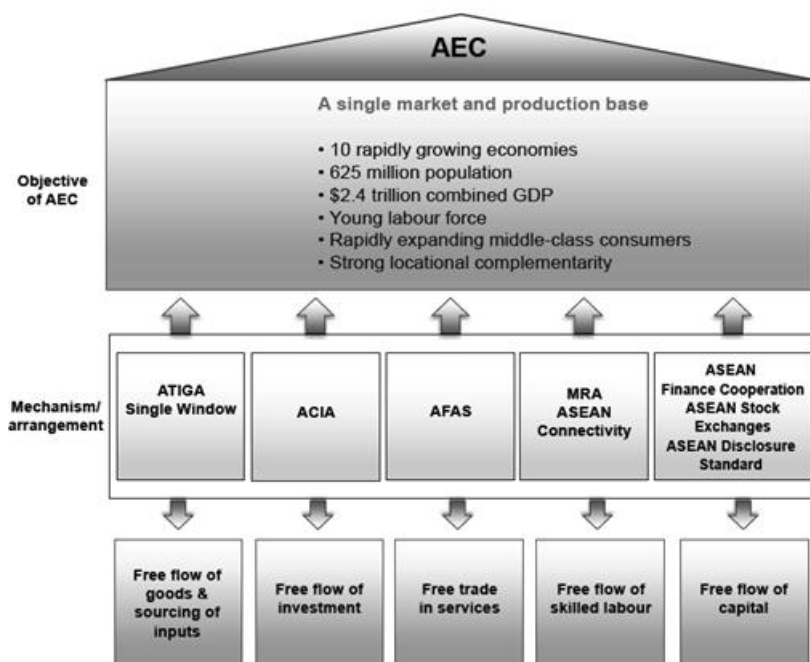 AEC
A single market and production base
• 10 rapidly growing economies
• 625 million population
• $2.4 trillion combined GDP
• Young labour force
• Rapidly expanding middle-class consumers
• Strong locational complementarity
Objective
of AEC
Mechanism/
arrangement
ATIGA
Single Window
ACIA
AFAS
MRA
ASEAN
Connectivity
ASEAN
Finance Cooperation
ASEAN Stock
Exchanges
ASEAN Disclosure
Standard
Free flow of
goods &
sourcing of
inputs
Free flow of
investment
Free trade
in services
Free flow of
skilled labour
Free flow of
capital